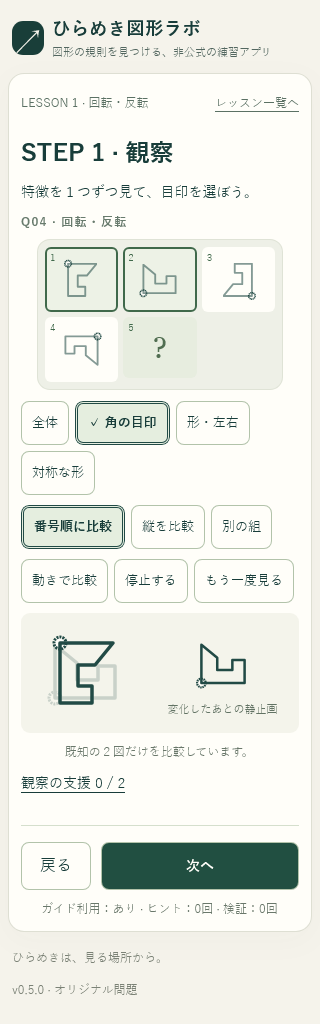 ひらめき図形ラボ
図形の規則を見つける、非公式の練習アプリ
LESSON 1・回転・反転
レッスン一覧へ
STEP 1・観察
特徴を1つずつ見て、目印を選ぼう。
Q04・回転・反転
1
2
3
4
5
?
全体
✓ 角の目印
形・左右
対称な形
番号順に比較
縦を比較
別の組
動きで比較
停止する
もう一度見る
変化したあとの静止画
既知の2図だけを比較しています。
観察の支援 0 / 2
戻る
次へ
ガイド利用：あり・ヒント：0回・検証：0回
ひらめきは、見る場所から。
v0.5.0・オリジナル問題